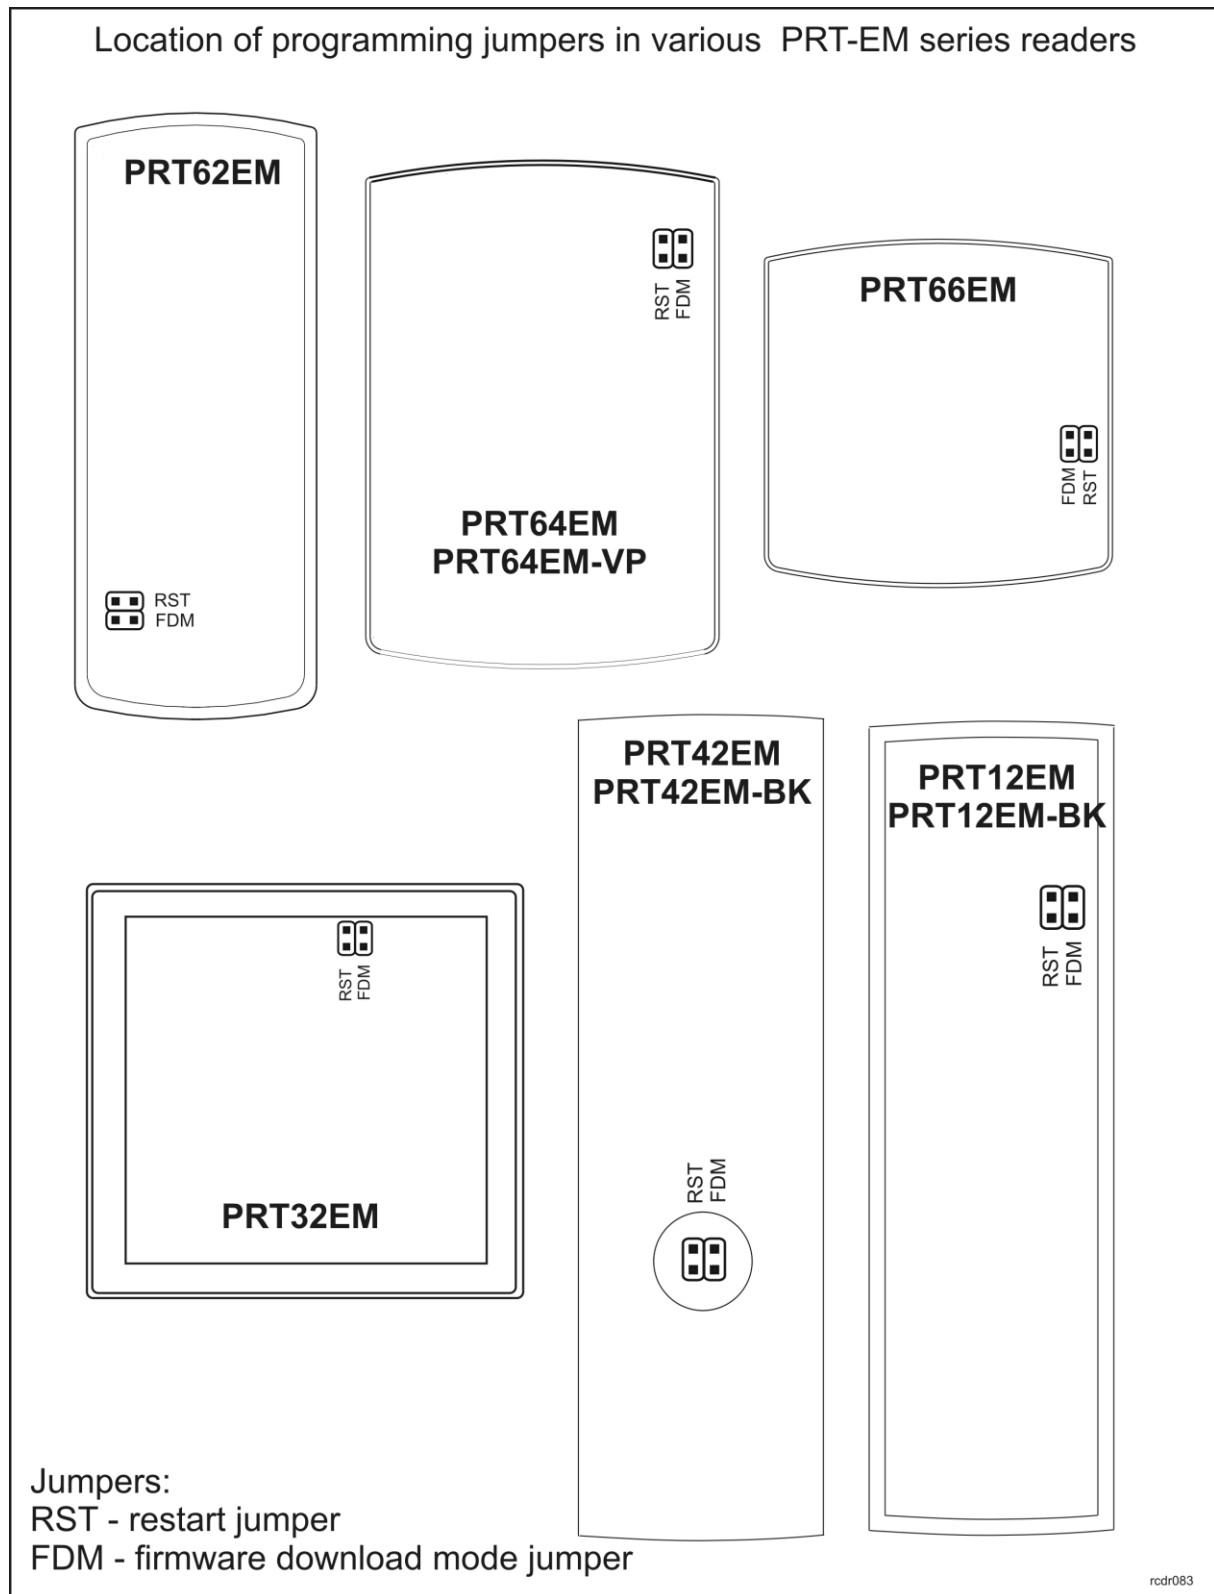 Location of programming jumpers in various PRT-EM series readers
PRT62EM
RST
FDM
RST
FDM
PRT64EM
PRT64EM-VP
PRT66EM
FDM
RST
PRT32EM
RST
FDM
PRT42EM
PRT42EM-BK
RST
FDM
PRT12EM
PRT12EM-BK
RST
FDM
Jumpers:
RST - restart jumper
FDM - firmware download mode jumper
rcdr083